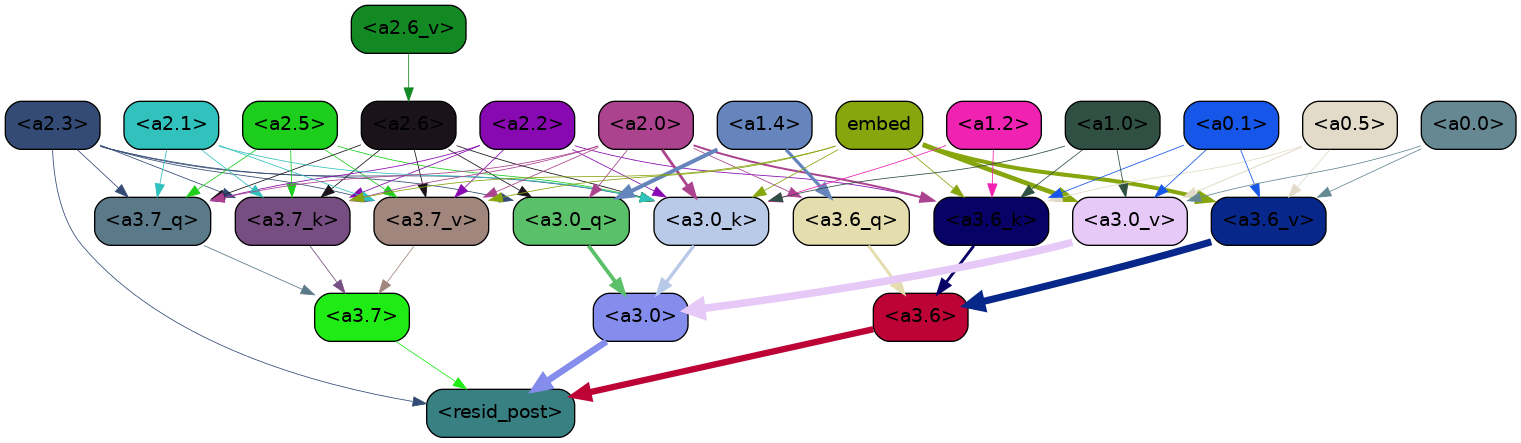 <a2.6_v>
<a2.3> <a2.1> <a2.5> <a2.6> <a2.2> <a2.0> <a1.4> embed <a1.2> <a1.0> <a0.1> <a0.5> <a0.0>
<a3.7_q> <a3.7_k> <a3.7_v> <a3.0_q> <a3.0_k> <a3.6_q> <a3.6_k> <a3.0_v> <a3.6_v>
<a3.7> <a3.0> <a3.6>
<resid_post>